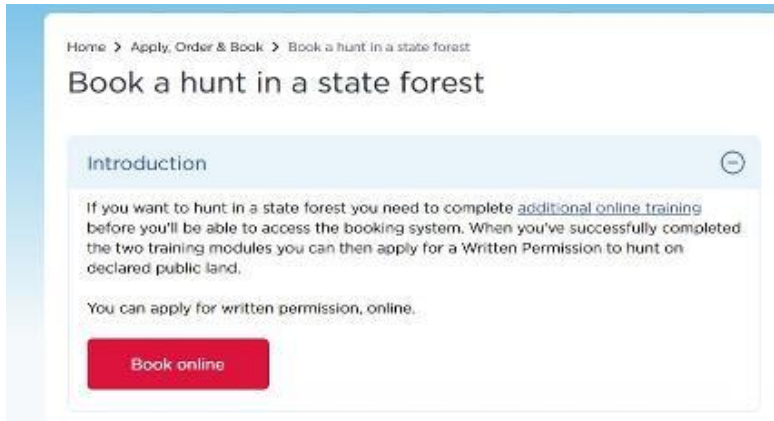 Home > Apply, Order & Book > Book a hunt in a state forest
Book a hunt in a state forest
Introduction
If you want to hunt in a state forest you need to complete additional online training
before you'll be able to access the booking system. When you've successfully completed
the two training modules you can then apply for a Written Permission to hunt on
declared public land.
You can apply for written permission, online.
Book online